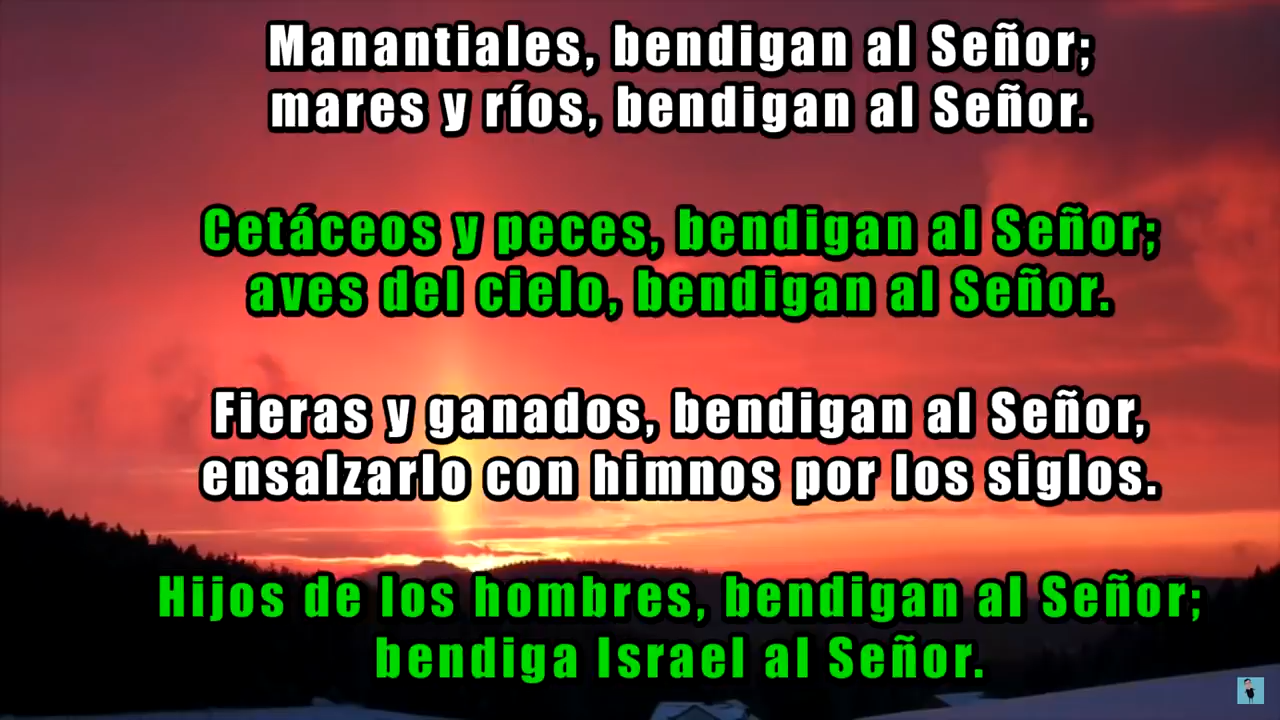 Manantiales, bendigan al Señor;
mares y ríos, bendigan al Señor.
Cetáceos y peces, bendigan al Señor;
aves del cielo, bendigan al Señor.
Fieras y ganados, bendigan al Señor,
ensalzarlo con himnos por los siglos.
Hijos de los hombres, bendigan al Señor;
bendiga Israel al Señor.